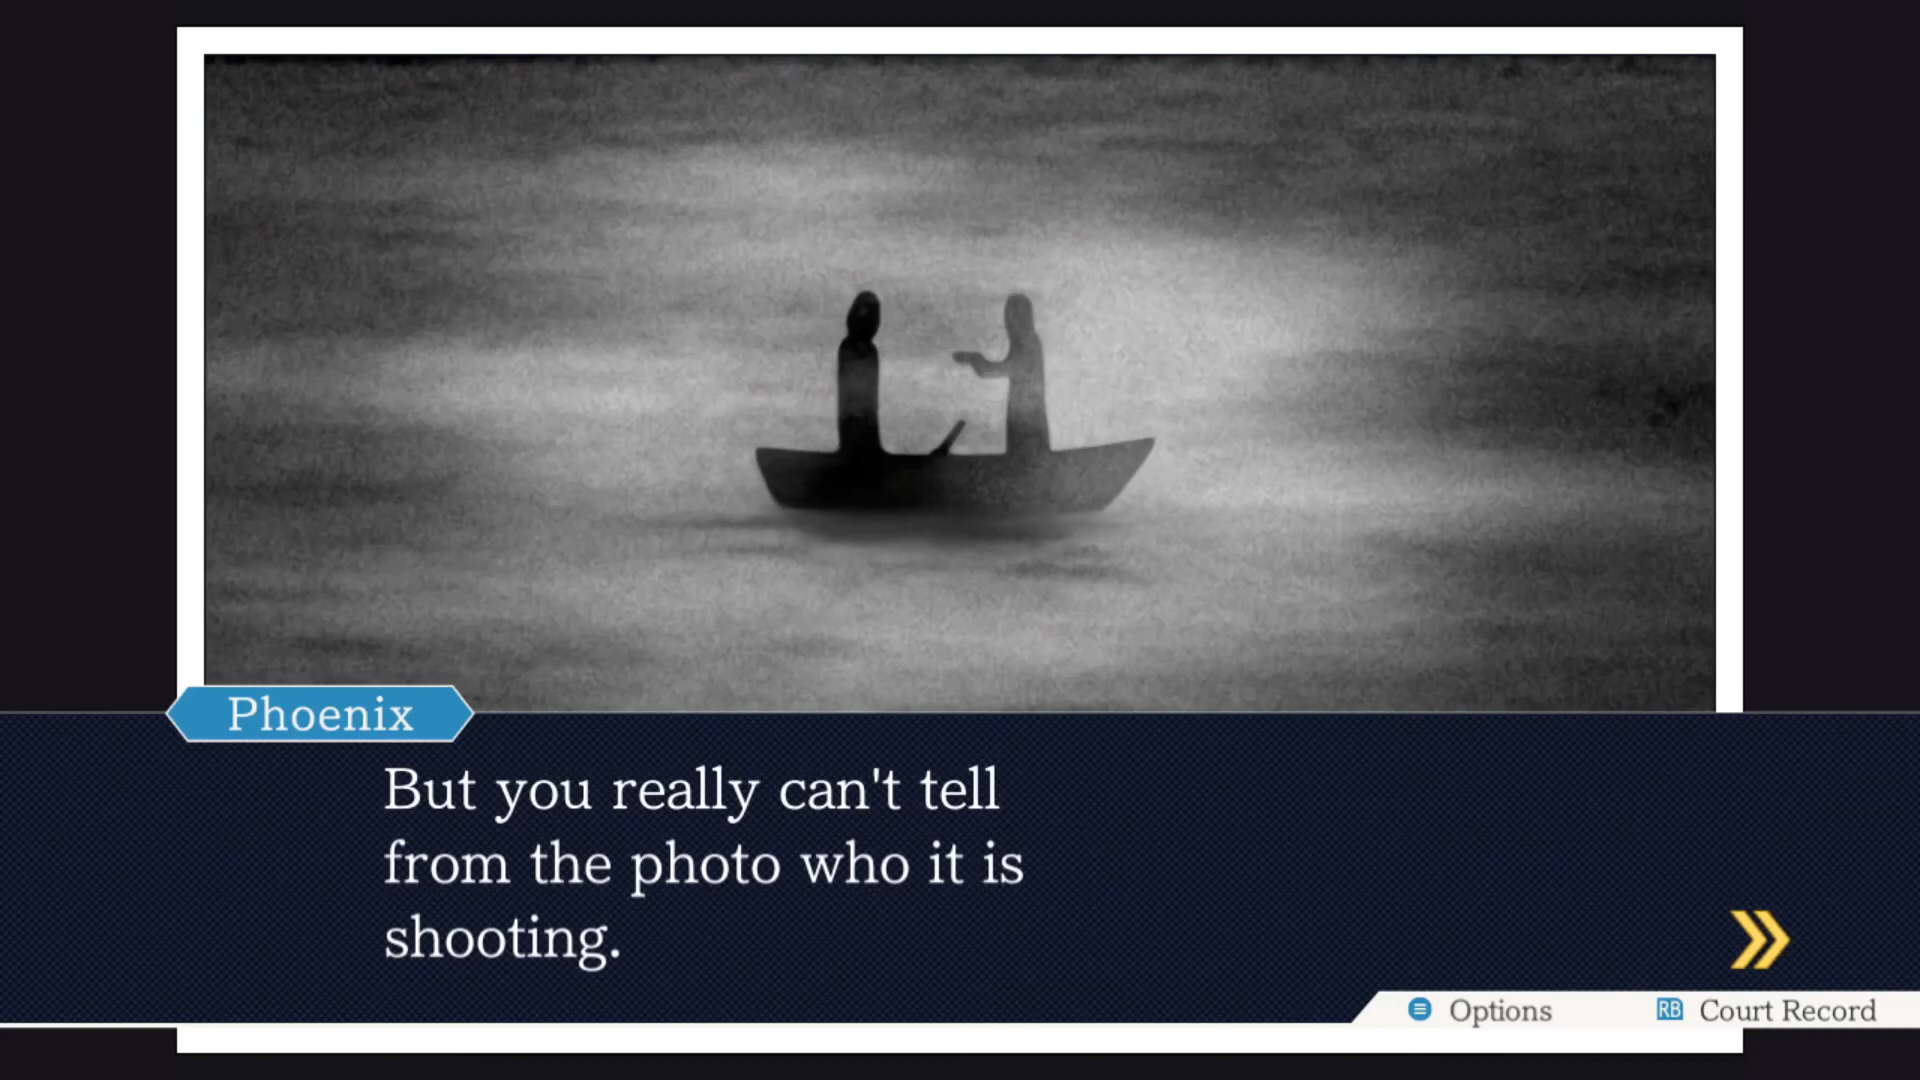 Phoenix
But you really can't tell
from the photo who it is
shooting.
Options
RB Court Record